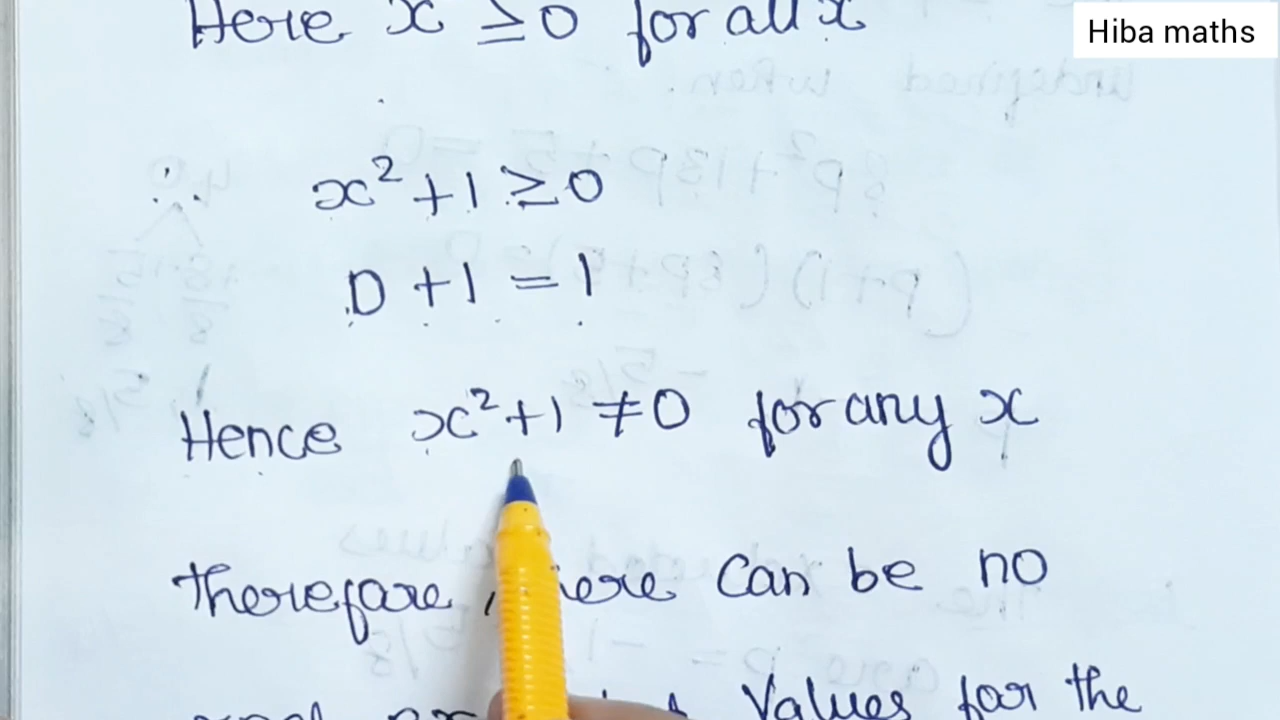 Hiba maths
Here x ≥ 0 for all x
∴ x²+1 ≥ 0
0 + 1 = 1
Hence x²+1 ≠ 0 for any x
Therefare, can be no
Values for the